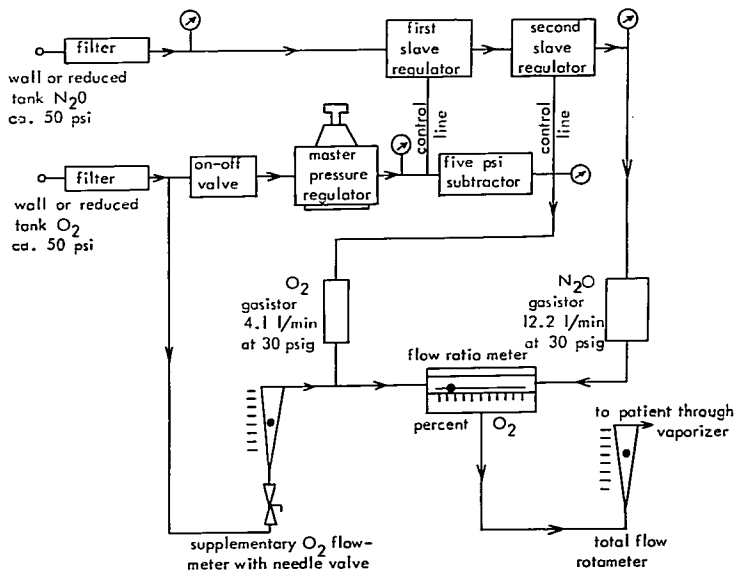 filter
wall or reduced
tank N2O
ca. 50 psi
first
slave
regulator
second
slave
regulator
control
line
control
line
filter
wall or reduced
tank O2
ca. 50 psi
on-off
valve
master
pressure
regulator
five psi
subtractor
O2
gasistor
4.1 l/min
at 30 psig
N2O
gasistor
12.2 l/min
at 30 psig
flow ratio meter
percent O2
to patient through
vaporizer
supplementary O2 flow-
meter with needle valve
total flow
rotameter